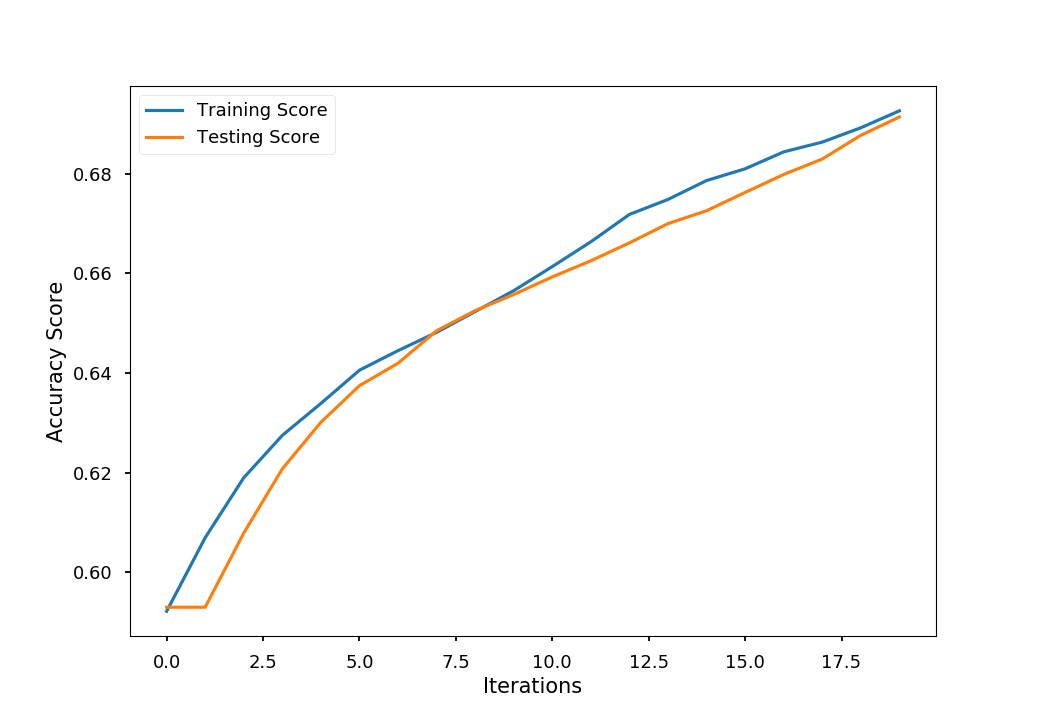 Training Score
Testing Score
0.68
0.66
0.64
0.62
0.60
Accuracy Score
0.0 2.5 5.0 7.5 10.0 12.5 15.0 17.5
Iterations